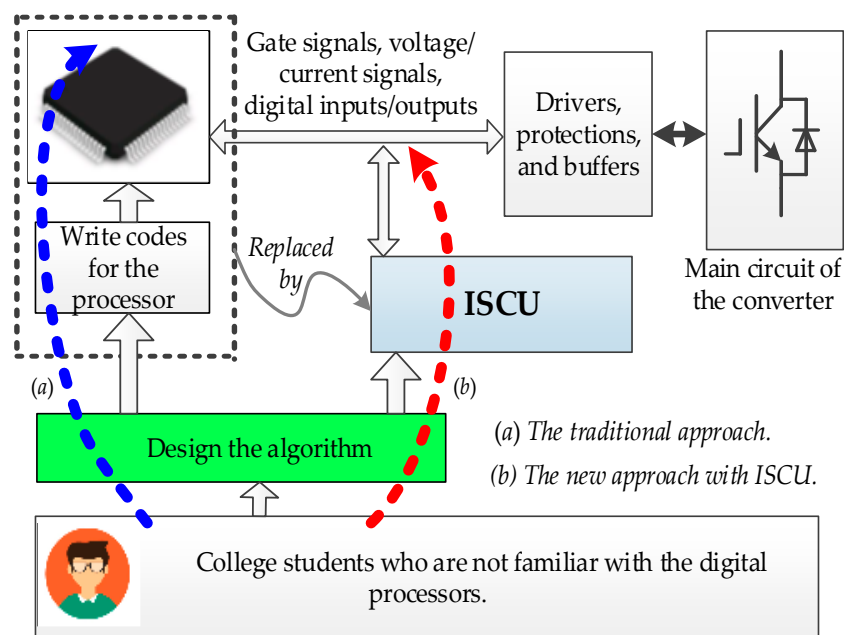 Gate signals, voltage/
current signals,
digital inputs/outputs
Drivers,
protections,
and buffers
Write codes
for the
processor
Replaced
by
ISCU
Main circuit of
the converter
(a)
(b)
Design the algorithm
(a) The traditional approach.
(b) The new approach with ISCU.
College students who are not familiar with the digital
processors.